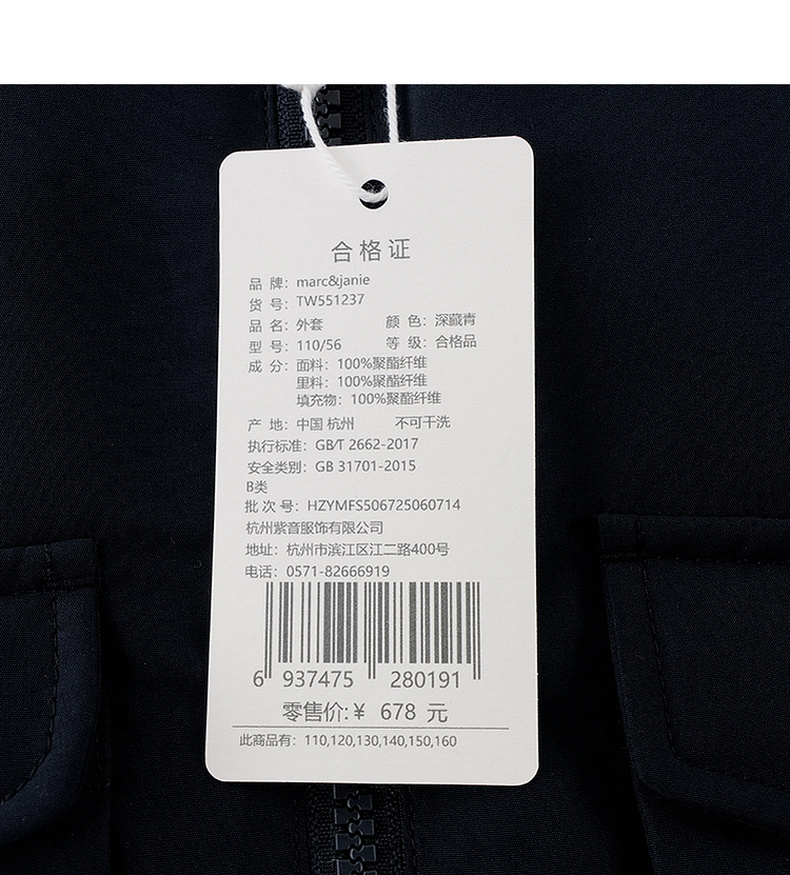 合格证
品 牌: marc&janie
货 号: TW551237
品 名: 外套 颜 色: 深藏青
型 号: 110/56 等 级: 合格品
成 分: 面料: 100%聚酯纤维
里料: 100%聚酯纤维
填充物: 100%聚酯纤维
产 地: 中国 杭州 不可干洗
执行标准: GB/T 2662-2017
安全类别: GB 31701-2015
B类
批 次 号: HZYMFS506725060714
杭州紫音服饰有限公司
地址: 杭州市滨江区江二路400号
电话: 0571-82666919
6 937475 280191
零售价:¥ 678 元
此商品有: 110,120,130,140,150,160